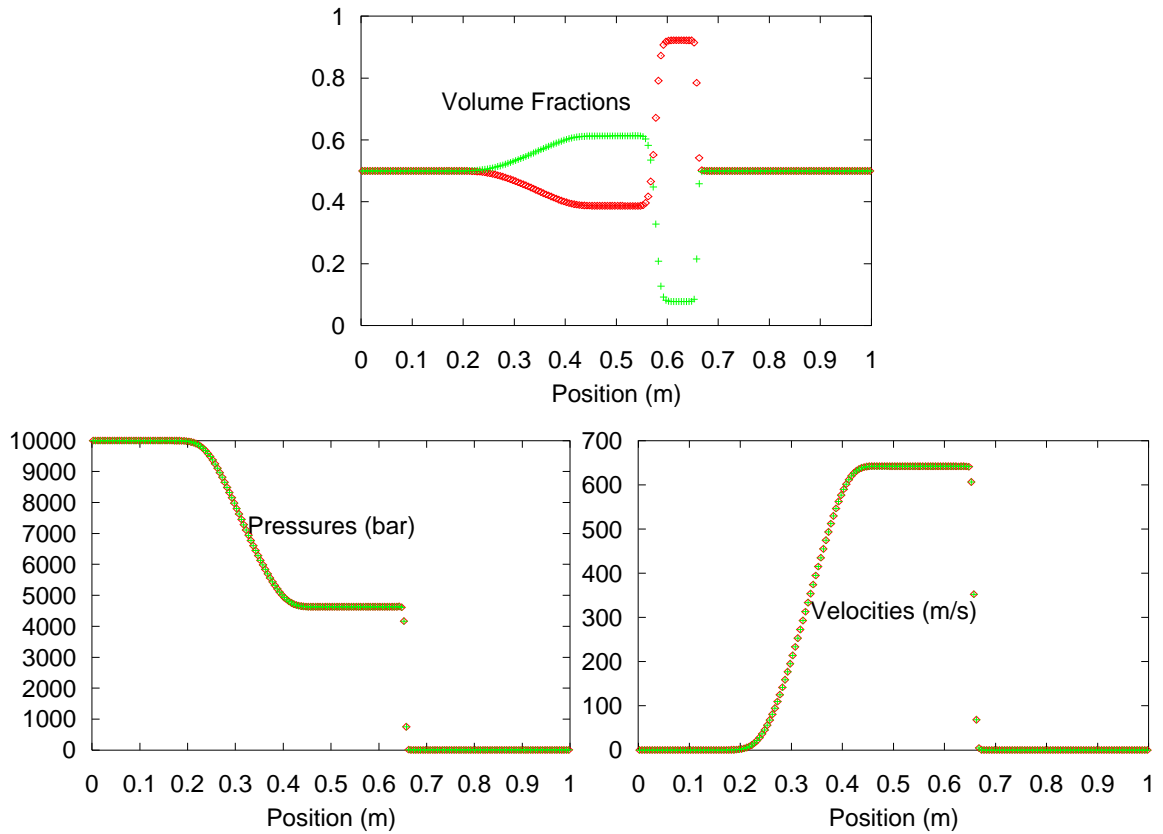 1
0.8
0.6
0.4
0.2
0
Volume Fractions
0 0.1 0.2 0.3 0.4 0.5 0.6 0.7 0.8 0.9 1
Position (m)
10000
9000
8000
7000
6000
5000
4000
3000
2000
1000
0
Pressures (bar)
0 0.1 0.2 0.3 0.4 0.5 0.6 0.7 0.8 0.9 1
Position (m)
700
600
500
400
300
200
100
0
Velocities (m/s)
0 0.1 0.2 0.3 0.4 0.5 0.6 0.7 0.8 0.9 1
Position (m)